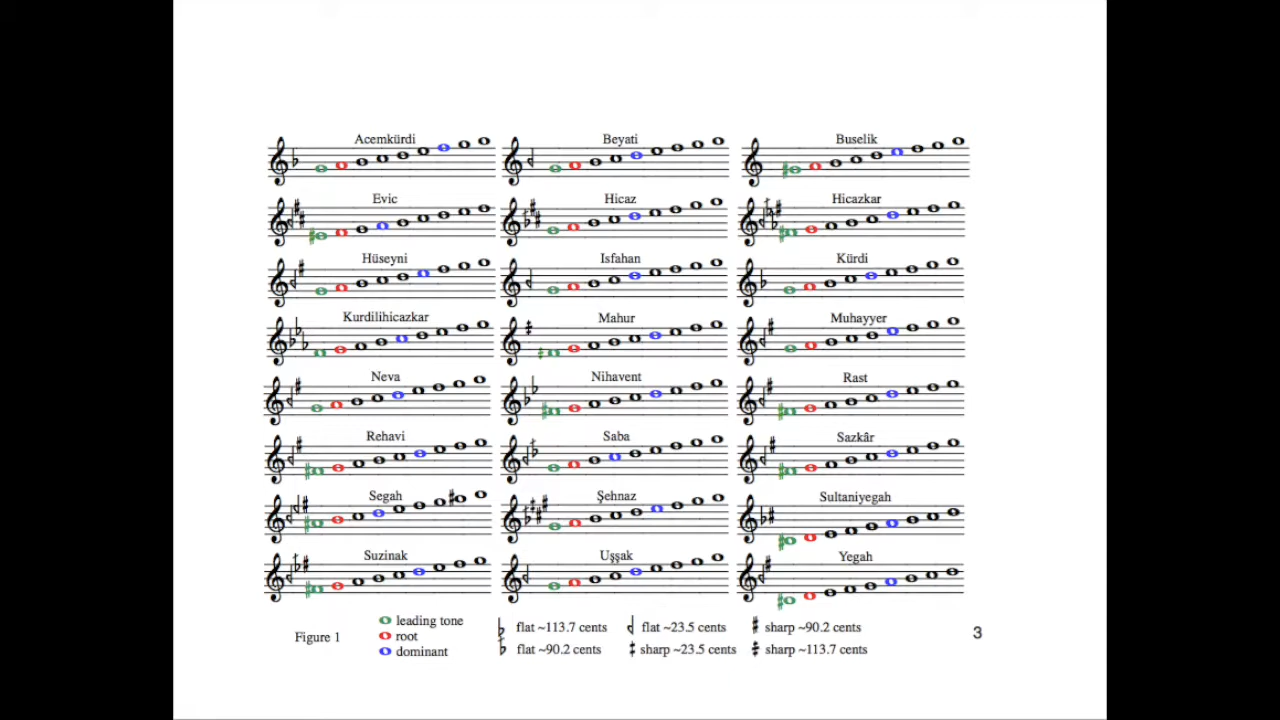 Acemkürdi Beyati Buselik
Evic Hicaz Hicazkar
Hüseyni Isfahan Kürdi
Kurdilihicazkar Mahur Muhayyer
Neva Nihavent Rast
Rehavi Saba Sazkâr
Segah Şehnaz Sultaniyegah
Suzinak Uşşak Yegah
Figure 1
leading tone
root
dominant
flat ~113.7 cents
flat ~90.2 cents
flat ~23.5 cents
sharp ~23.5 cents
sharp ~90.2 cents
sharp ~113.7 cents
3